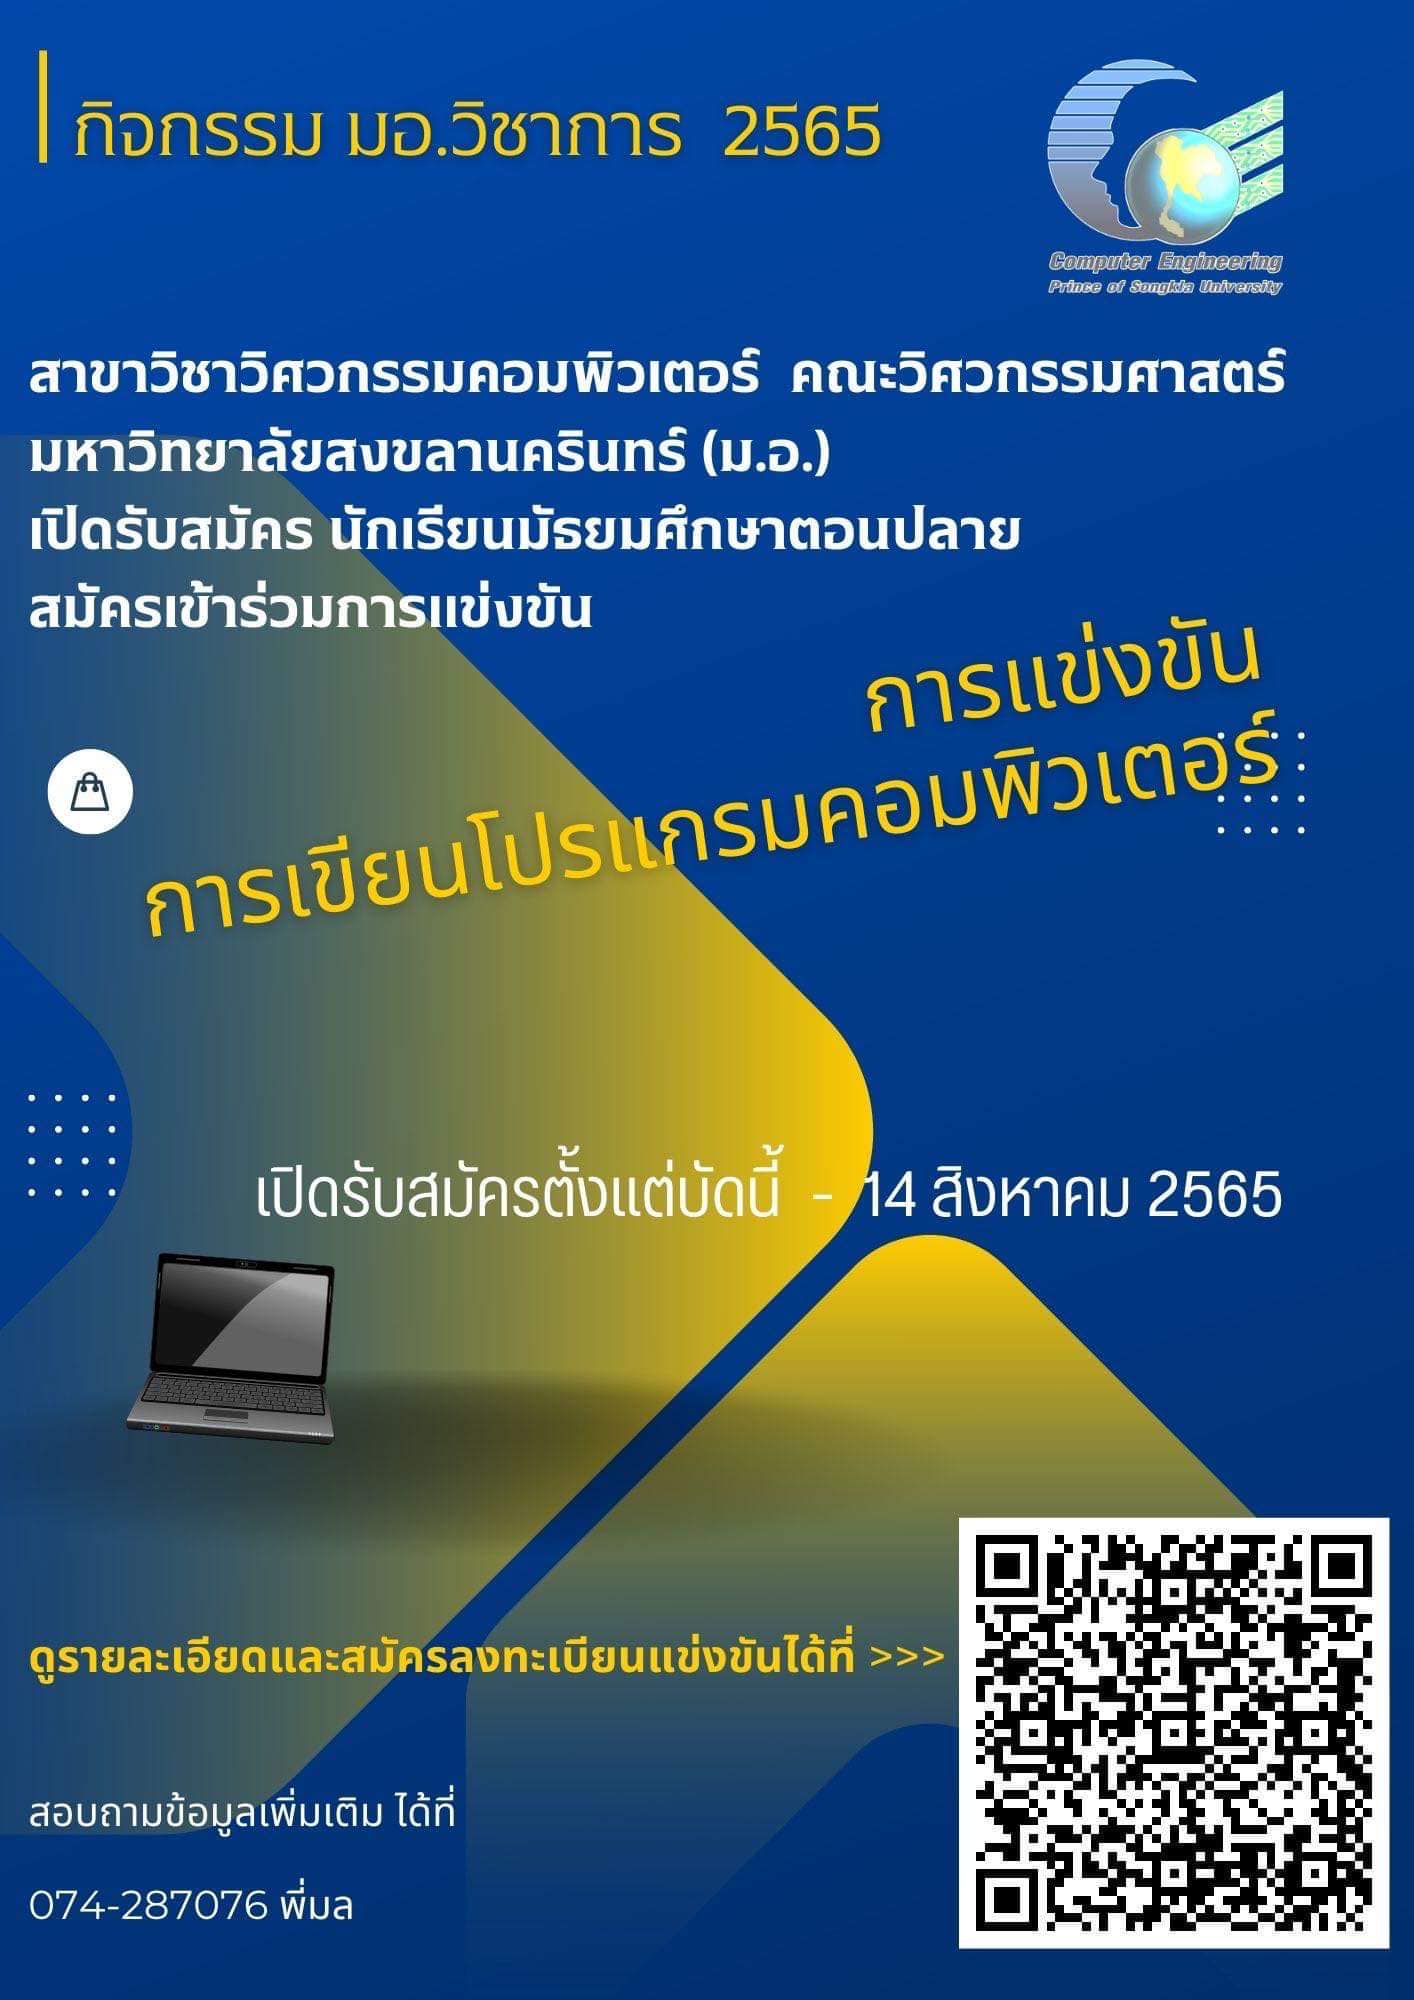 กิจกรรม มอ.วิชาการ 2565
Computer Engineering
Prince of Songkla University
สาขาวิชาวิศวกรรมคอมพิวเตอร์ คณะวิศวกรรมศาสตร์
มหาวิทยาลัยสงขลานครินทร์ (ม.อ.)
เปิดรับสมัคร นักเรียนมัธยมศึกษาตอนปลาย
สมัครเข้าร่วมการแข่งขัน
การแข่งขัน
การเขียนโปรแกรมคอมพิวเตอร์
เปิดรับสมัครตั้งแต่บัดนี้ - 14 สิงหาคม 2565
ดูรายละเอียดและสมัครลงทะเบียนแข่งขันได้ที่ >>>
สอบถามข้อมูลเพิ่มเติม ได้ที่
074-287076 พี่มล